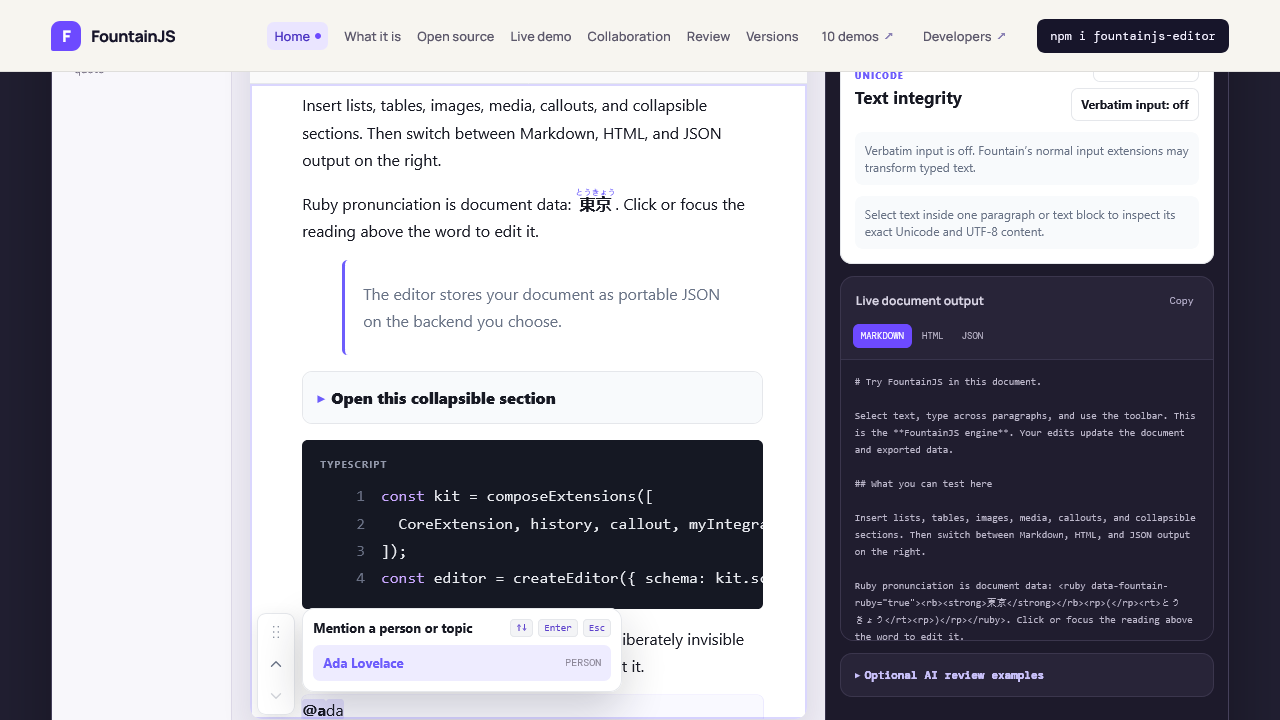 F FountainJS
Home
What it is
Open source
Live demo
Collaboration
Review
Versions
10 demos ↗
Developers ↗
npm i fountainjs-editor
Insert lists, tables, images, media, callouts, and collapsible
sections. Then switch between Markdown, HTML, and JSON
output on the right.
とうきょう
Ruby pronunciation is document data: 東京. Click or focus the
reading above the word to edit it.
The editor stores your document as portable JSON
on the backend you choose.
▸ Open this collapsible section
TYPESCRIPT
1 const kit = composeExtensions([
2 CoreExtension, history, callout, myIntegra
3 ]);
4 const editor = createEditor({ schema: kit.sc
Mention a person or topic
↑↓ Enter Esc
Ada Lovelace
PERSON
iberately invisible
t it.
@ada
UNICODE
Text integrity
Verbatim input: off
Verbatim input is off. Fountain's normal input extensions may
transform typed text.
Select text inside one paragraph or text block to inspect its
exact Unicode and UTF-8 content.
Live document output
Copy
MARKDOWN
HTML
JSON
# Try FountainJS in this document.
Select text, type across paragraphs, and use the toolbar. This
is the **FountainJS engine**. Your edits update the document
and exported data.
## What you can test here
Insert lists, tables, images, media, callouts, and collapsible
sections. Then switch between Markdown, HTML, and JSON output
on the right.
Ruby pronunciation is document data: <ruby data-fountain-
ruby="true"><rb><strong>東京</strong></rb><rp>(</rp><rt>とう
きょう</rt><rp>)</rp></ruby>. Click or focus the reading above
the word to edit it.
▸ Optional AI review examples